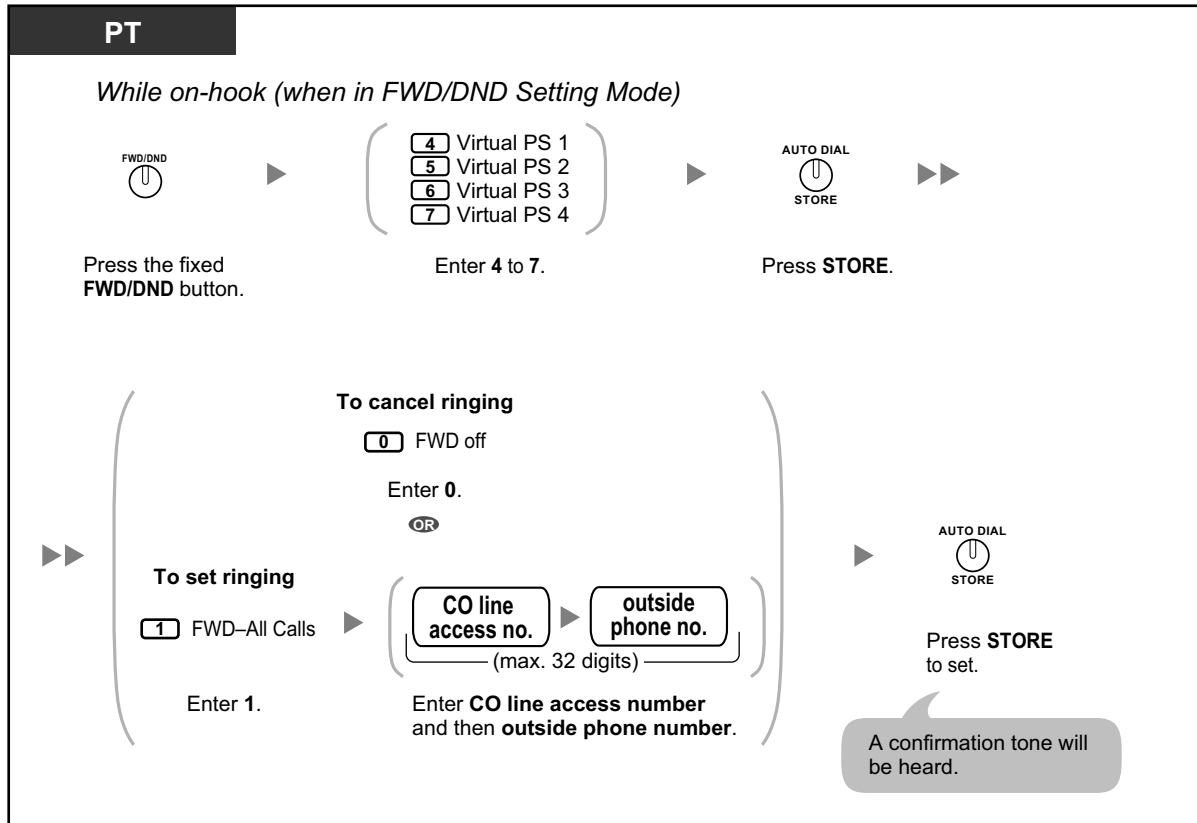 PT
While on-hook (when in FWD/DND Setting Mode)
FWD/DND
Press the fixed
FWD/DND button.
4 Virtual PS 1
5 Virtual PS 2
6 Virtual PS 3
7 Virtual PS 4
Enter 4 to 7.
AUTO DIAL
STORE
Press STORE.
To cancel ringing
0 FWD off
Enter 0.
OR
To set ringing
1 FWD–All Calls
Enter 1.
CO line
access no.
outside
phone no.
(max. 32 digits)
Enter CO line access number
and then outside phone number.
AUTO DIAL
STORE
Press STORE
to set.
A confirmation tone will
be heard.